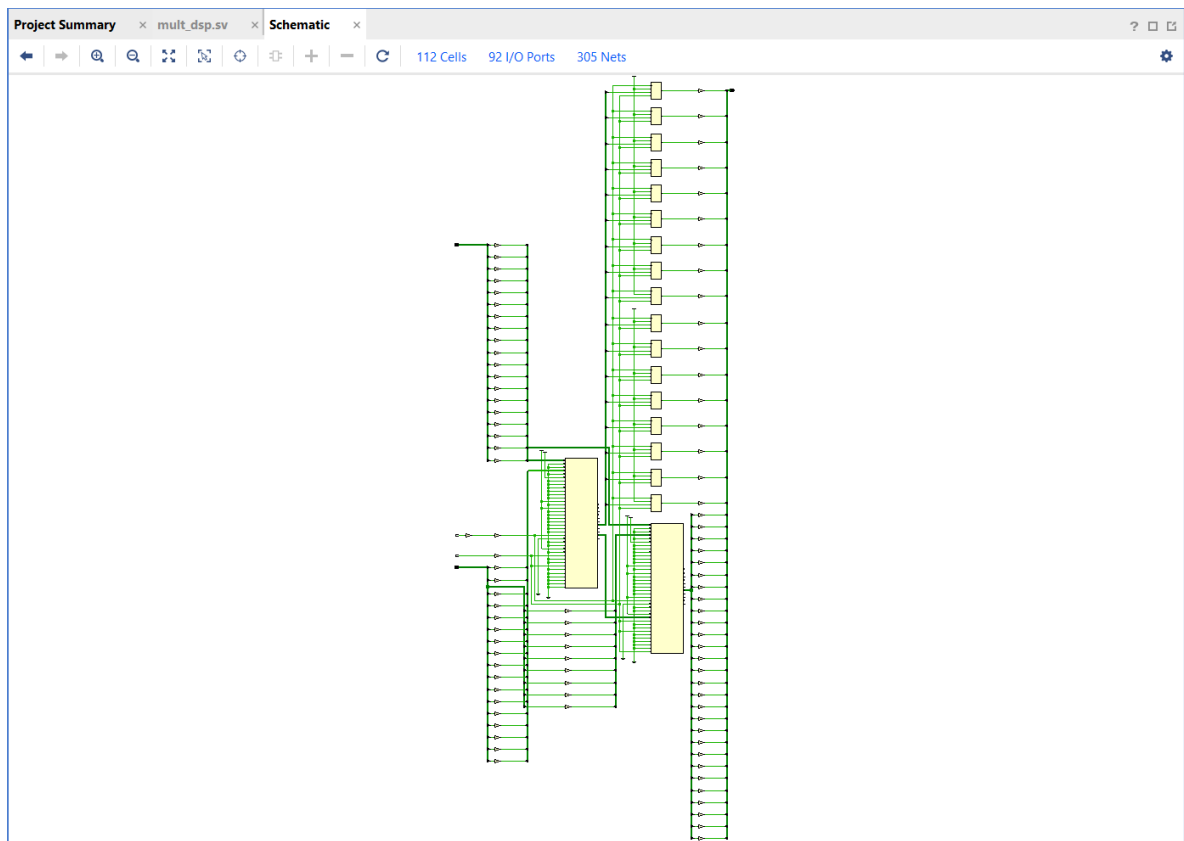 Project Summary × mult_dsp.sv × Schematic × ?
112 Cells 92 I/O Ports 305 Nets